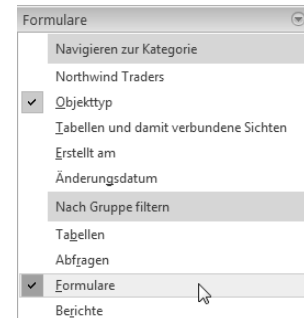 Formulare
Navigieren zur Kategorie
Northwind Traders
Objekttyp
Tabellen und damit verbundene Sichten
Erstellt am
Änderungsdatum
Nach Gruppe filtern
Tabellen
Abfragen
Formulare
Berichte